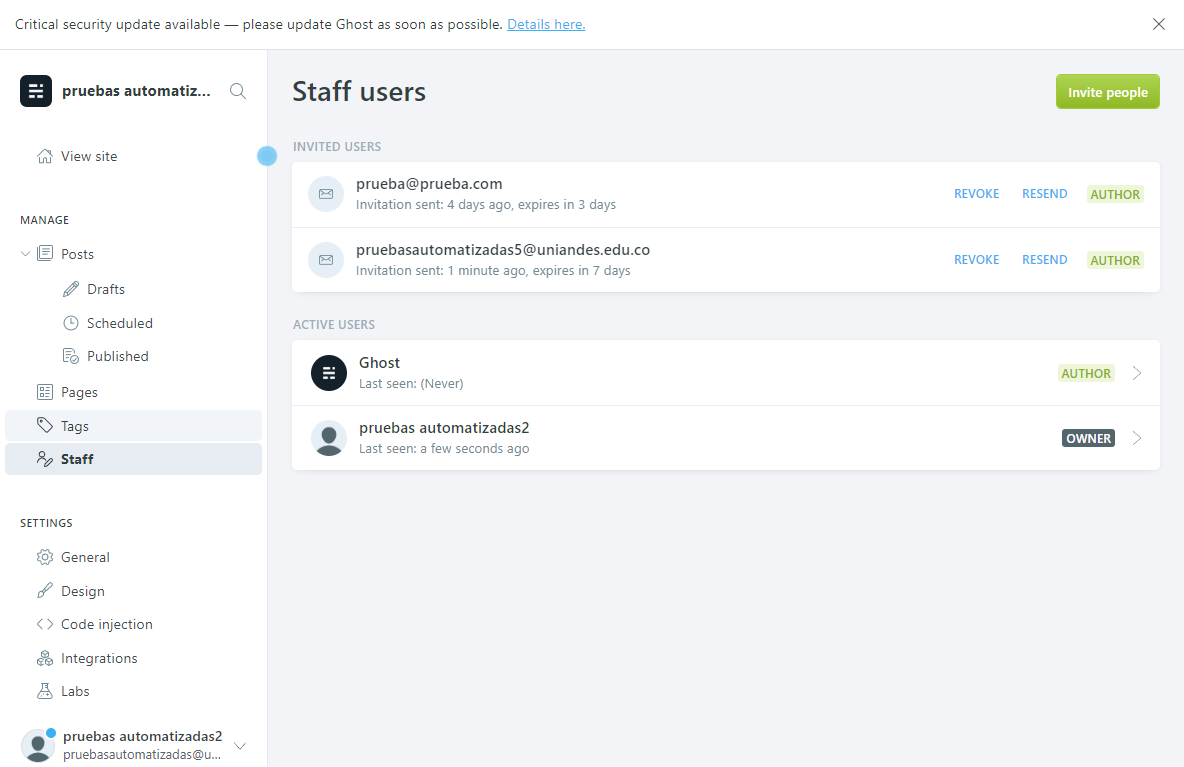 Critical security update available — please update Ghost as soon as possible. Details here.
pruebas automatiz...
View site
MANAGE
Posts
Drafts
Scheduled
Published
Pages
Tags
Staff
SETTINGS
General
Design
Code injection
Integrations
Labs
pruebas automatizadas2
pruebasautomatizadas@u...
Staff users
Invite people
INVITED USERS
prueba@prueba.com
Invitation sent: 4 days ago, expires in 3 days
REVOKE RESEND AUTHOR
pruebasautomatizadas5@uniandes.edu.co
Invitation sent: 1 minute ago, expires in 7 days
REVOKE RESEND AUTHOR
ACTIVE USERS
Ghost
Last seen: (Never)
AUTHOR
pruebas automatizadas2
Last seen: a few seconds ago
OWNER